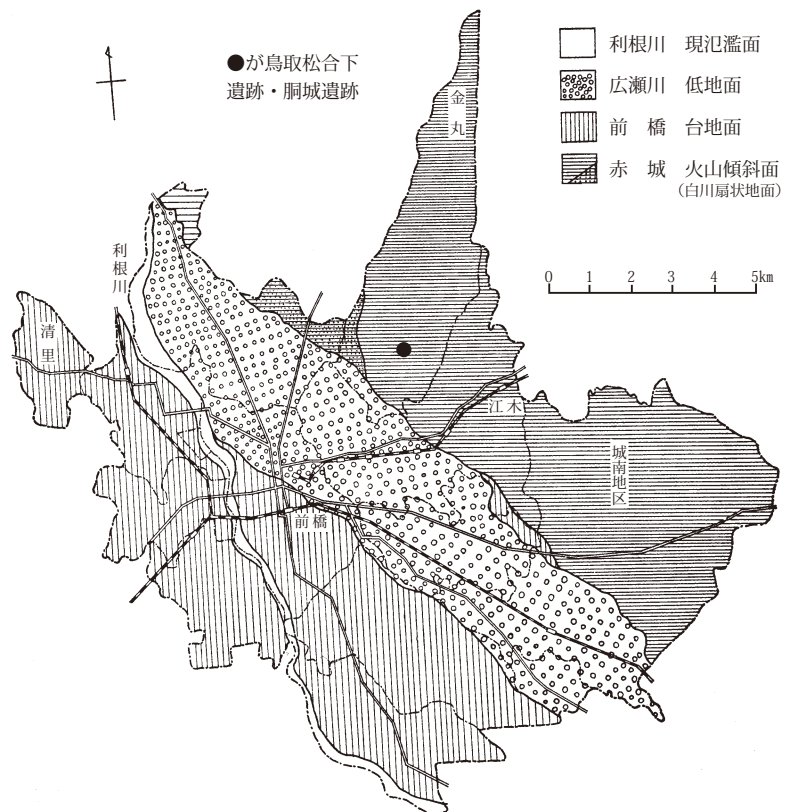 ●が鳥取松合下
遺跡・胴城遺跡
利根川　現氾濫面
広瀬川　低地面
前　橋　台地面
赤　城　火山傾斜面
（白川扇状地面）
0 1 2 3 4 5km
金丸
利根川
清里
江木
城南地区
前橋